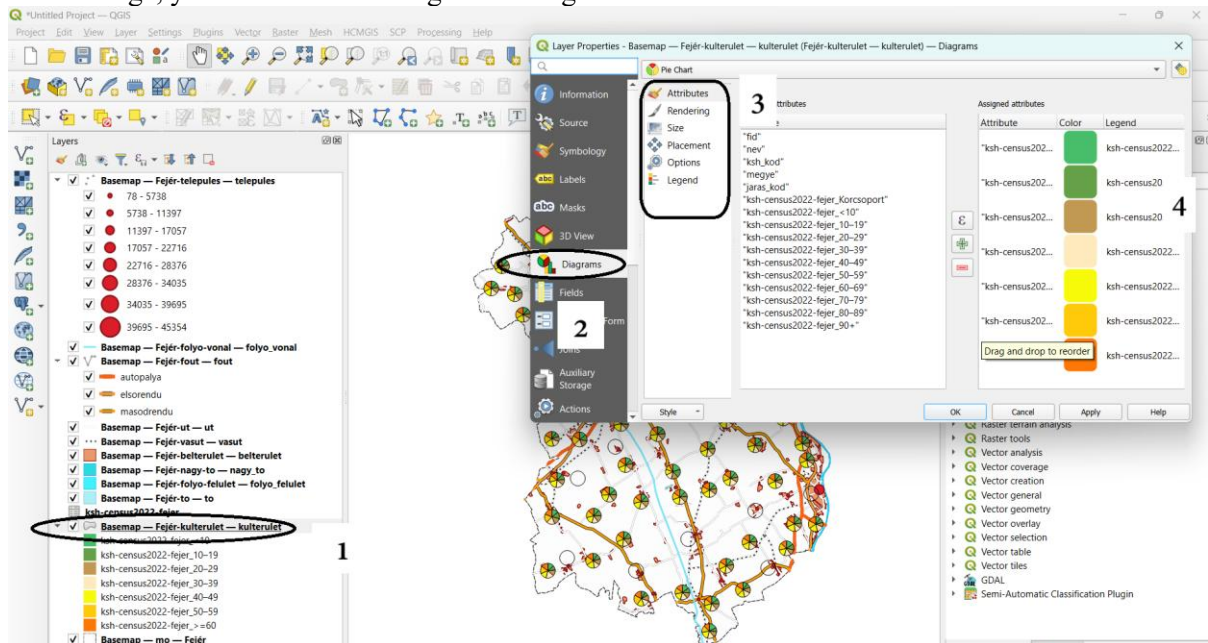 *Untitled Project — QGIS
Project Edit View Layer Settings Plugins Vector Raster Mesh HCMGIS SCP Processing Help
Layers
Basemap — Fejér-telepules — telepules
78 - 5738
5738 - 11397
11397 - 17057
17057 - 22716
22716 - 28376
28376 - 34035
34035 - 39695
39695 - 45354
Basemap — Fejér-folyo-vonal — folyo_vonal
Basemap — Fejér-fout — fout
autopalya
elsorendu
masodrendu
Basemap — Fejér-ut — ut
Basemap — Fejér-vasut — vasut
Basemap — Fejér-belterulet — belterulet
Basemap — Fejér-nagy-to — nagy_to
Basemap — Fejér-folyo-felulet — folyo_felulet
Basemap — Fejér-to — to
ksh-census2022-fejer
Basemap — Fejér-kulterulet — kulterulet
ksh-census2022-fejer_<10
ksh-census2022-fejer_10–19
ksh-census2022-fejer_20–29
ksh-census2022-fejer_30–39
ksh-census2022-fejer_40–49
ksh-census2022-fejer_50–59
ksh-census2022-fejer_>=60
Basemap — mo — Fejér
1
Layer Properties - Basemap — Fejér-kulterulet — kulterulet (Fejér-kulterulet — kulterulet) — Diagrams
Information
Source
Symbology
abc Labels
abc Masks
3D View
Diagrams
Fields
Form
2
Joins
Auxiliary
Storage
Actions
Pie Chart
Attributes
Rendering
Size
Placement
Options
Legend
3
"fid"
"nev"
"ksh_kod"
"megye"
"jaras_kod"
"ksh-census2022-fejer_Korcsoport"
"ksh-census2022-fejer_<10"
"ksh-census2022-fejer_10–19"
"ksh-census2022-fejer_20–29"
"ksh-census2022-fejer_30–39"
"ksh-census2022-fejer_40–49"
"ksh-census2022-fejer_50–59"
"ksh-census2022-fejer_60–69"
"ksh-census2022-fejer_70–79"
"ksh-census2022-fejer_80–89"
"ksh-census2022-fejer_90+"
ε
Assigned attributes
Attribute Color Legend
"ksh-census202... ksh-census2022...
"ksh-census202... ksh-census20
4
"ksh-census202... ksh-census20
"ksh-census202... ksh-census2022...
"ksh-census202... ksh-census2022...
"ksh-census202... ksh-census2022...
Drag and drop to reorder
ksh-census2022...
Style OK Cancel Apply Help
Raster terrain analysis
Raster tools
Vector analysis
Vector coverage
Vector creation
Vector general
Vector geometry
Vector overlay
Vector selection
Vector table
Vector tiles
GDAL
Semi-Automatic Classification Plugin